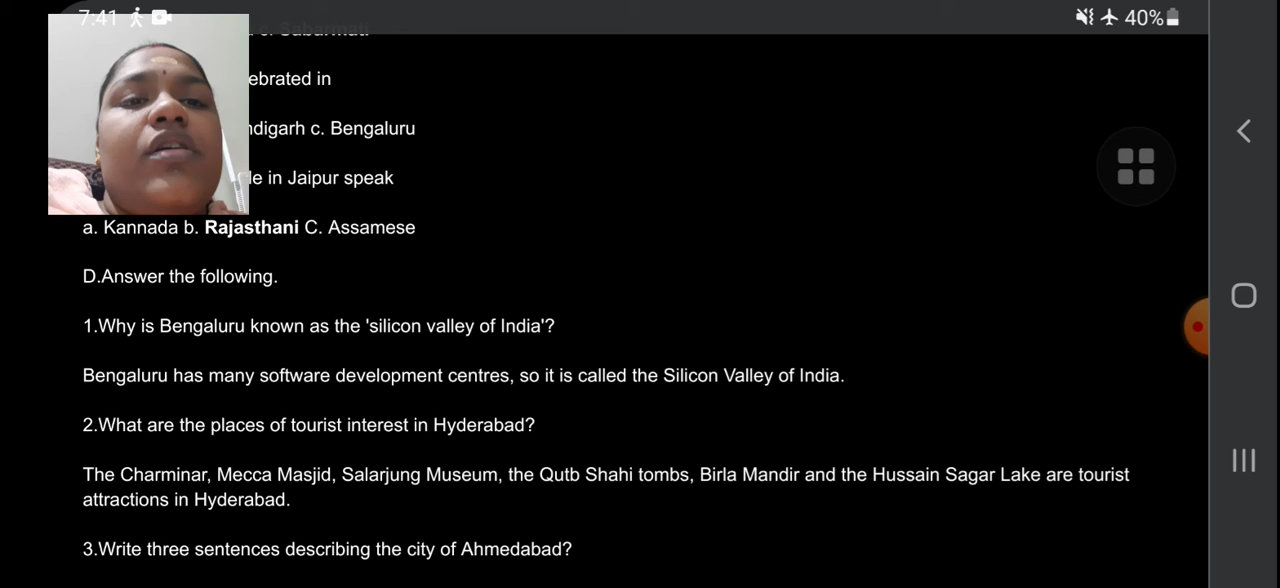 7:41 40%
c. Sabarmati
ebrated in
ndigarh c. Bengaluru
le in Jaipur speak
a. Kannada b. Rajasthani C. Assamese
D.Answer the following.
1.Why is Bengaluru known as the 'silicon valley of India'?
Bengaluru has many software development centres, so it is called the Silicon Valley of India.
2.What are the places of tourist interest in Hyderabad?
The Charminar, Mecca Masjid, Salarjung Museum, the Qutb Shahi tombs, Birla Mandir and the Hussain Sagar Lake are tourist
attractions in Hyderabad.
3.Write three sentences describing the city of Ahmedabad?